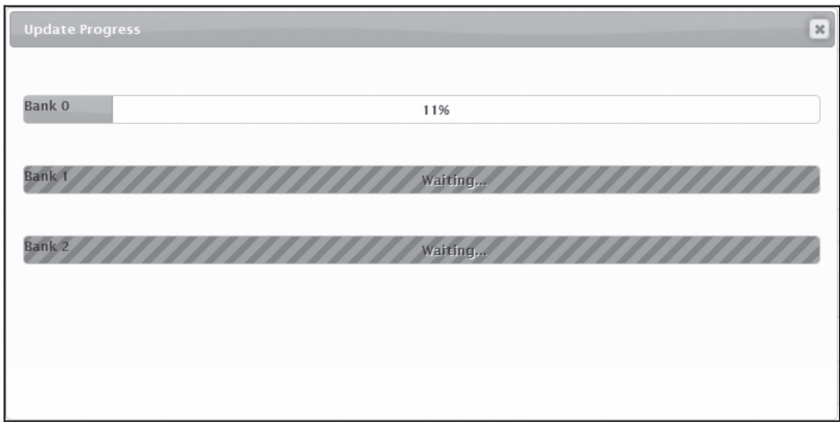 Update Progress
Bank 0
11%
Bank 1
Waiting...
Bank 2
Waiting...